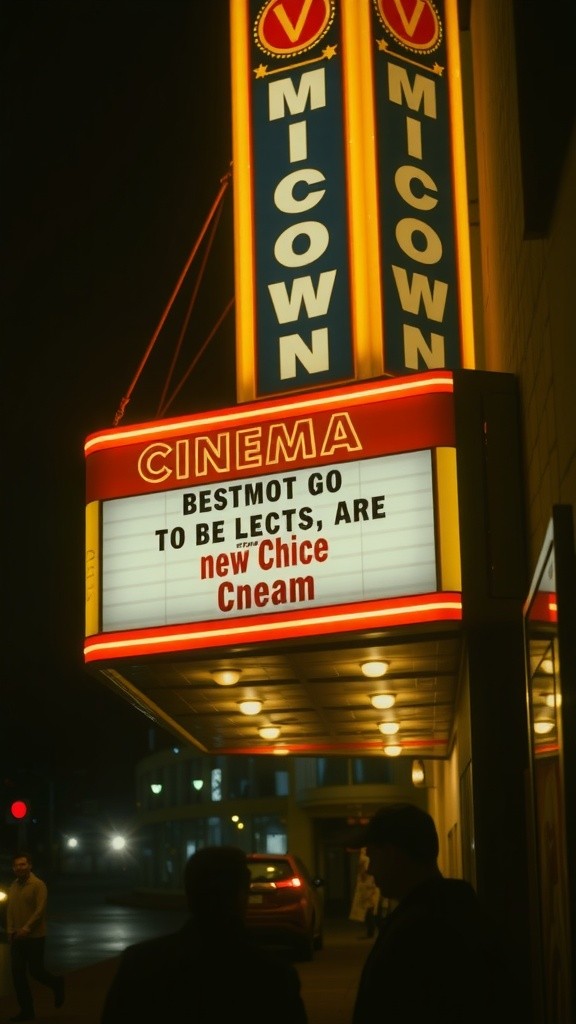 V
MICOWN
V
MICOWN
CINEMA
BESTMOT GO
TO BE LECTS, ARE
new Chice
Cneam